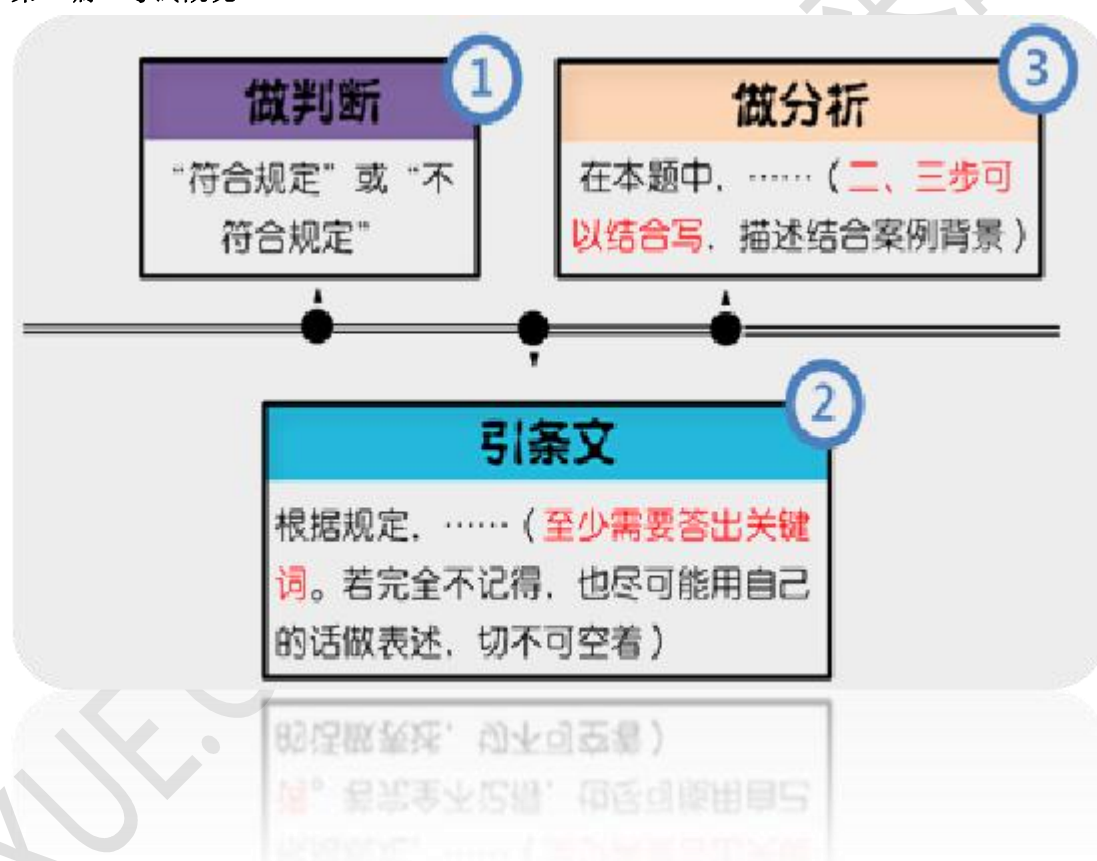 1
做判断
“符合规定”或“不
符合规定”
3
做分析
在本题中，……（二、三步可
以结合写，描述结合案例背景）
2
引条文
根据规定，……（至少需要答出关键
词。若完全不记得，也尽可能用自己
的话做表述，切不可空着）